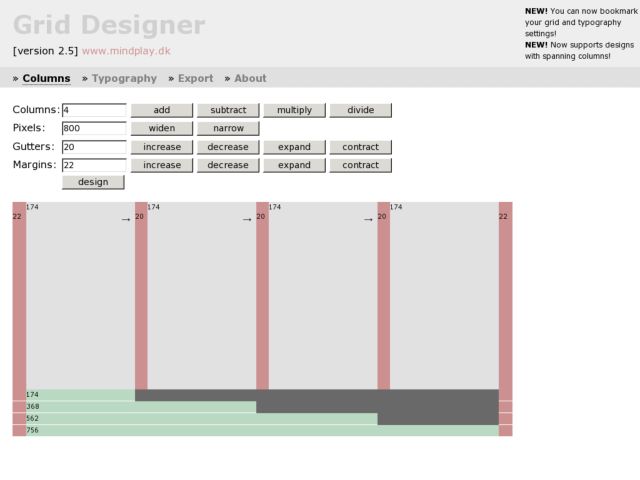 Grid Designer
[version 2.5] www.mindplay.dk
NEW! You can now bookmark
your grid and typography
settings!
NEW! Now supports designs
with spanning columns!
» Columns » Typography » Export » About
Columns: 4 add subtract multiply divide
Pixels: 800 widen narrow
Gutters: 20 increase decrease expand contract
Margins: 22 increase decrease expand contract
design
174 174 174 174
22 → 20 → 20 → 20 22
174
368
562
756